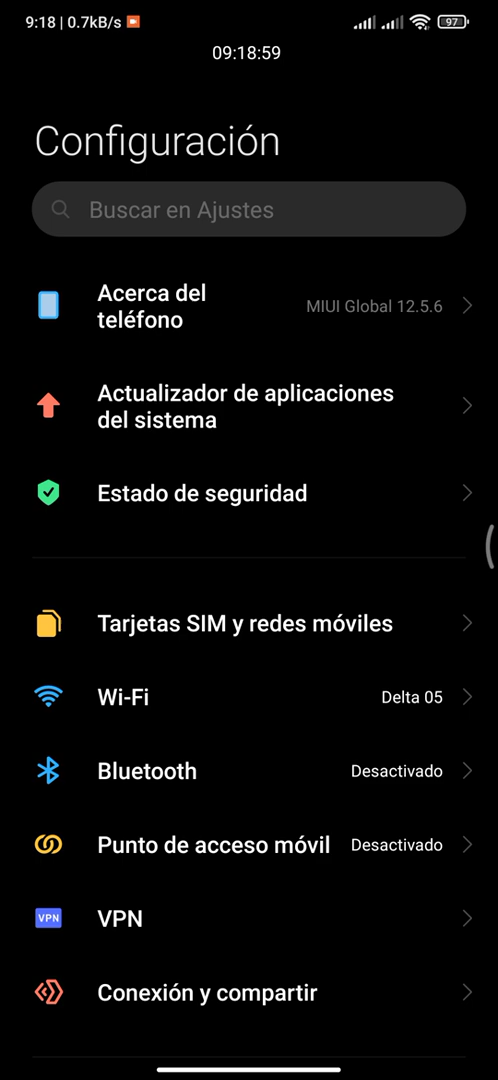 9:18 | 0.7kB/s 97
09:18:59
Configuración
Buscar en Ajustes
Acerca del
teléfono
MIUI Global 12.5.6
Actualizador de aplicaciones
del sistema
Estado de seguridad
Tarjetas SIM y redes móviles
Wi-Fi Delta 05
Bluetooth Desactivado
Punto de acceso móvil Desactivado
VPN VPN
Conexión y compartir